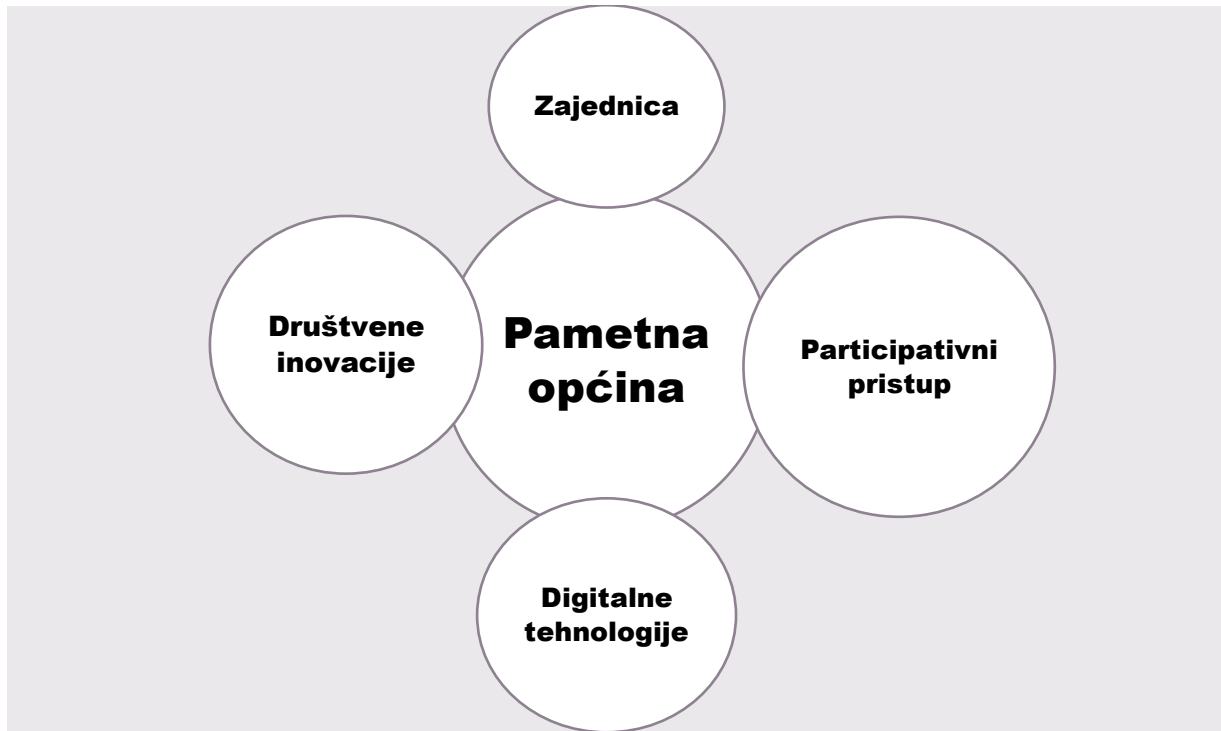 Zajednica
Društvene
inovacije
Pametna
općina
Participativni
pristup
Digitalne
tehnologije